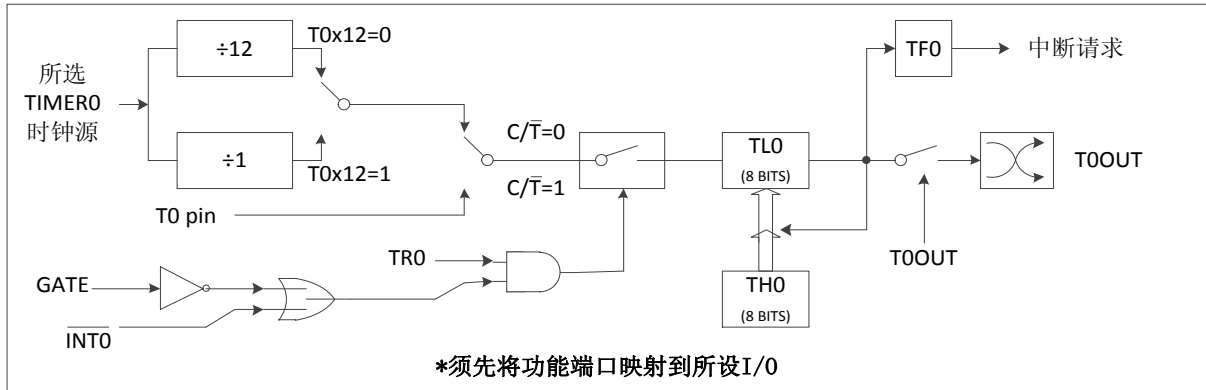 ÷12
T0x12=0
所选
TIMER0
时钟源
÷1
T0x12=1
T0 pin
C/T̅=0
C/T̅=1
TL0
(8 BITS)
TF0
中断请求
T0OUT
T0OUT
TR0
GATE
I̅N̅T̅0̅
TH0
(8 BITS)
*须先将功能端口映射到所设I/O